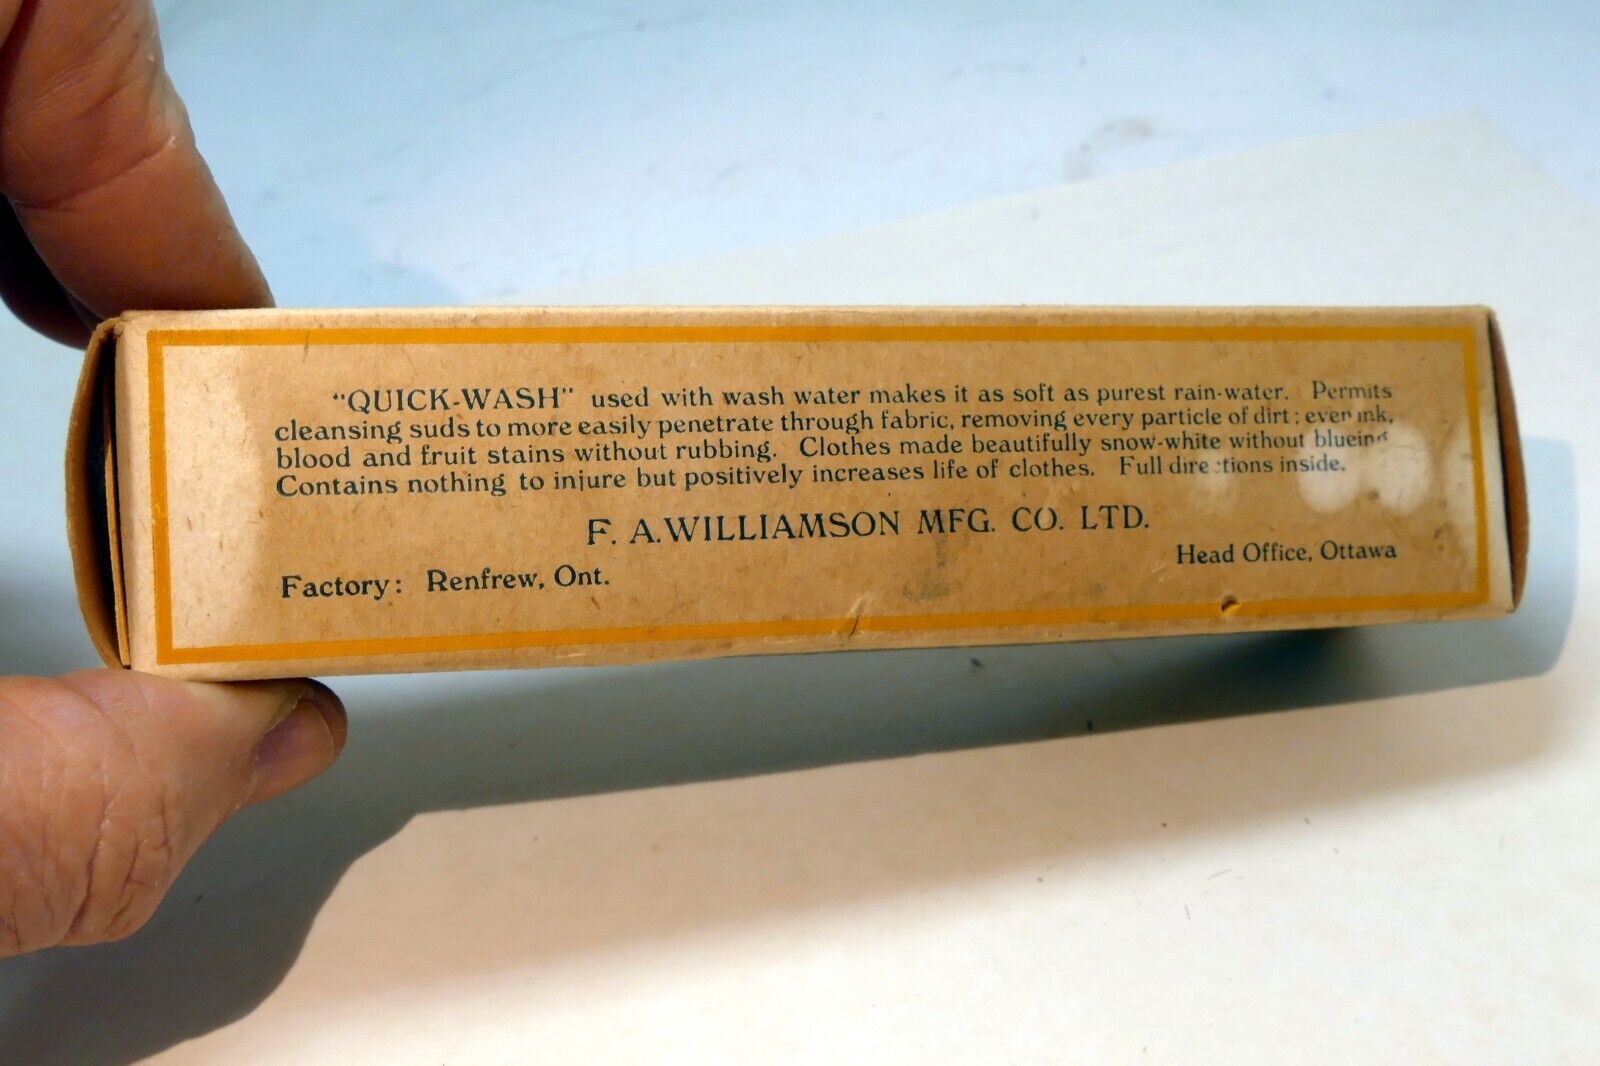 "QUICK-WASH" used with wash water makes it as soft as purest rain-water. Permits
cleansing suds to more easily penetrate through fabric, removing every particle of dirt; even ink,
blood and fruit stains without rubbing. Clothes made beautifully snow-white without blueing.
Contains nothing to injure but positively increases life of clothes. Full directions inside.
F. A. WILLIAMSON MFG. CO. LTD.
Head Office, Ottawa
Factory: Renfrew, Ont.